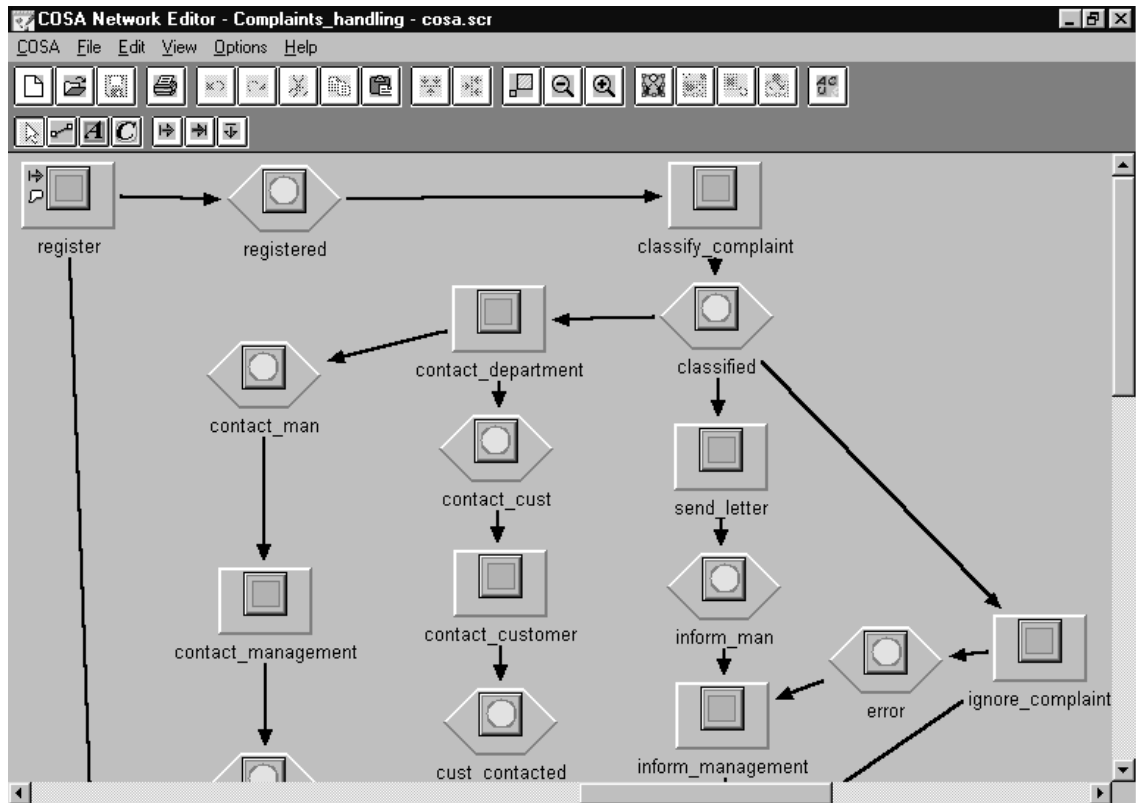 COSA Network Editor - Complaints_handling - cosa.scr
COSA File Edit View Options Help
A C
register
registered
classify_complaint
contact_department
classified
contact_man
contact_cust
send_letter
contact_management
contact_customer
inform_man
error
ignore_complaint
cust_contacted
inform_management